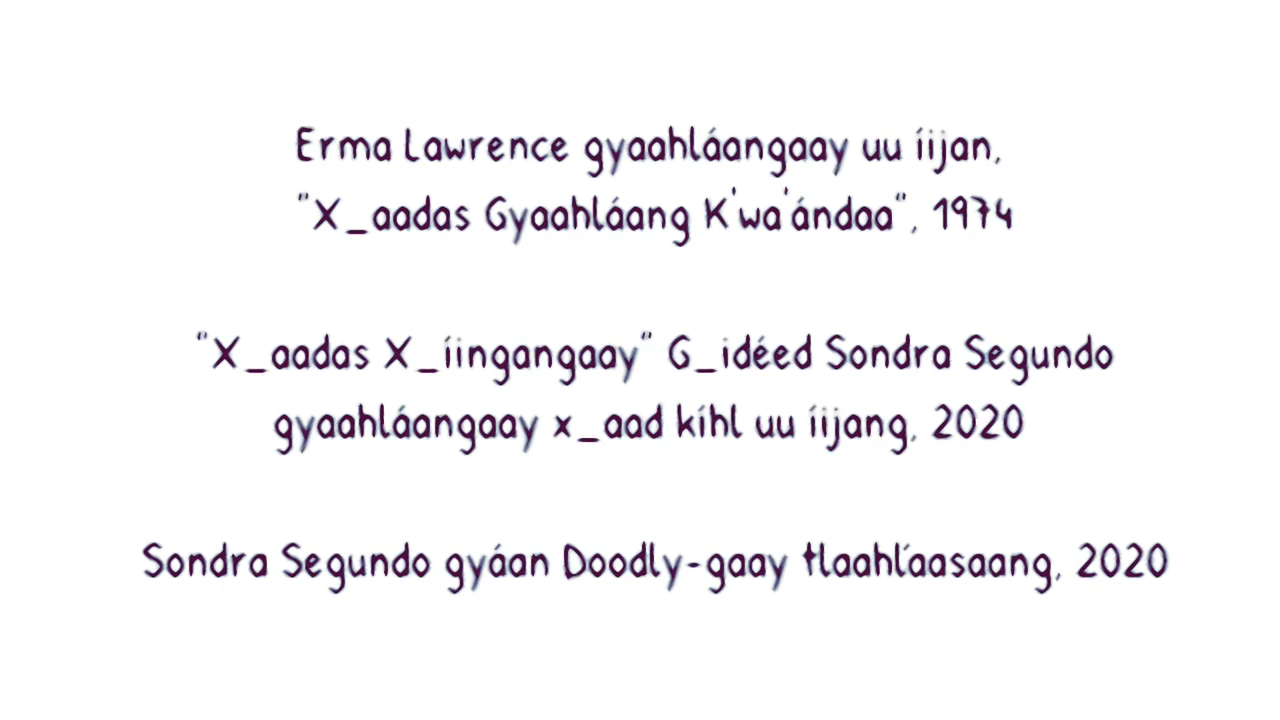 Erma Lawrence gyaahláangaay uu íijan,
"X_aadas Gyaahláang K'wa'ándaa", 1974
"X_aadas X_íingangaay" G_idéed Sondra Segundo
gyaahláangaay x_aad kíhl uu íijang, 2020
Sondra Segundo gyáan Doodly-gaay tlaahl'aasaang, 2020